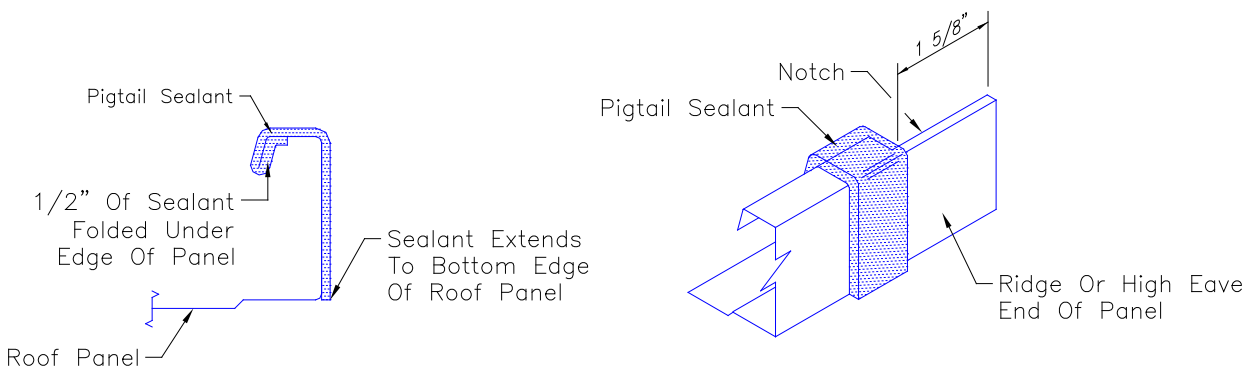 Pigtail Sealant
1/2” Of Sealant
Folded Under
Edge Of Panel
Sealant Extends
To Bottom Edge
Of Roof Panel
Roof Panel
1 5/8”
Notch
Pigtail Sealant
Ridge Or High Eave
End Of Panel